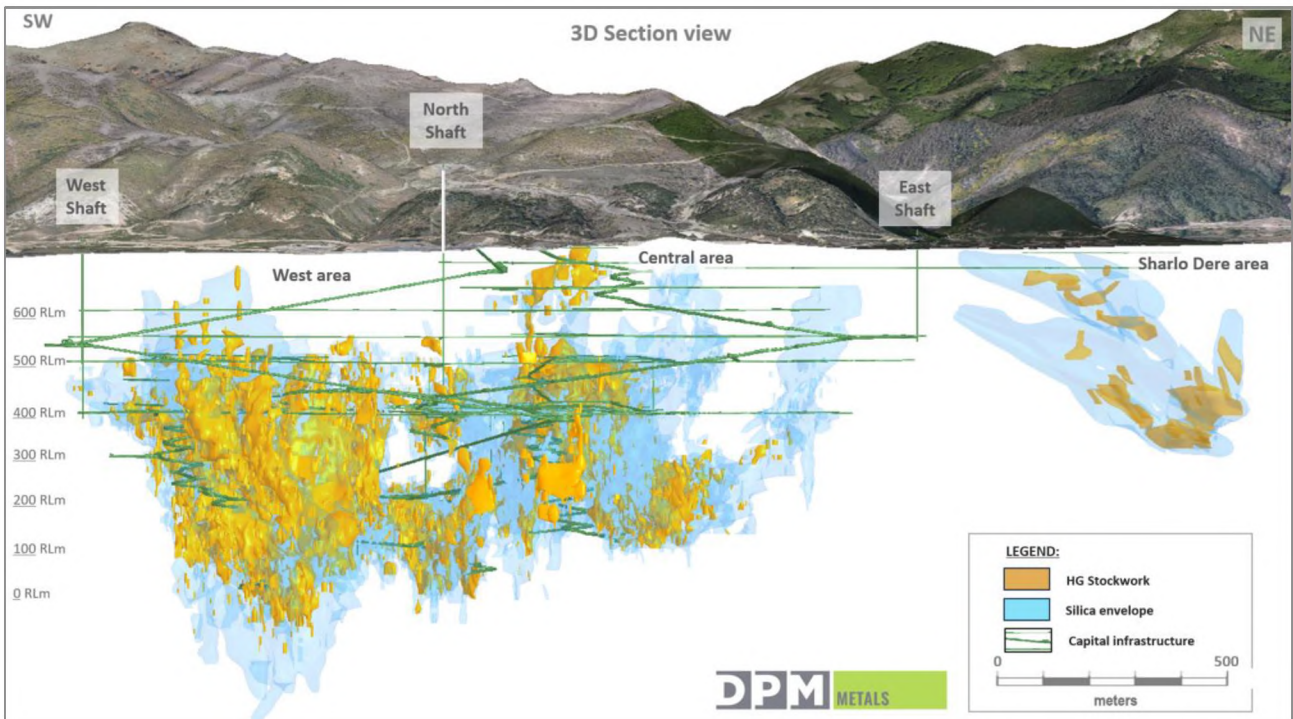 SW
3D Section view
NE
North
Shaft
West
Shaft
East
Shaft
West area
Central area
Sharlo Dere area
600 RLm
500 RLm
400 RLm
300 RLm
200 RLm
100 RLm
0 RLm
LEGEND:
HG Stockwork
Silica envelope
Capital infrastructure
0 500
meters
DPM METALS